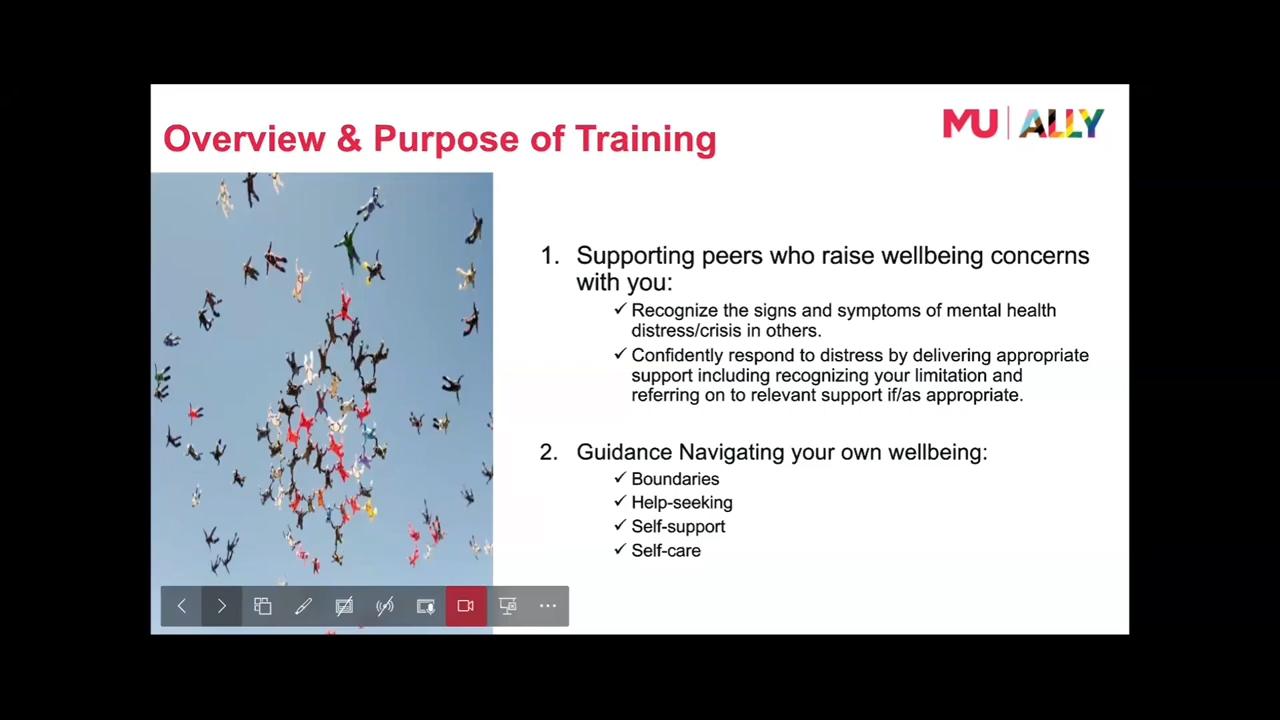 Overview & Purpose of Training
MU | ALLY
1. Supporting peers who raise wellbeing concerns
with you:
✓ Recognize the signs and symptoms of mental health
distress/crisis in others.
✓ Confidently respond to distress by delivering appropriate
support including recognizing your limitation and
referring on to relevant support if/as appropriate.
2. Guidance Navigating your own wellbeing:
✓ Boundaries
✓ Help-seeking
✓ Self-support
✓ Self-care